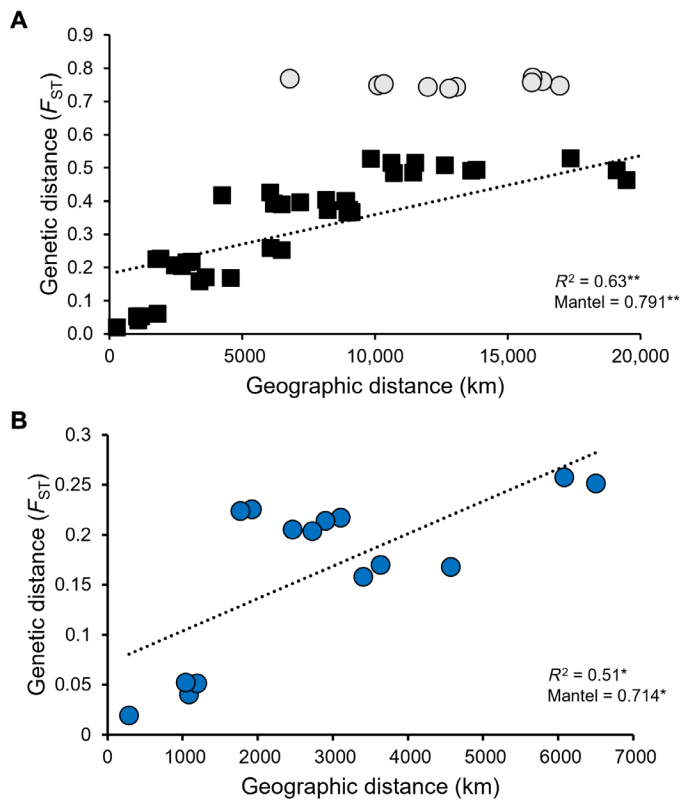 A
Genetic distance (FST)
0.9
0.8
0.7
0.6
0.5
0.4
0.3
0.2
0.1
0.0
R² = 0.63**
Mantel = 0.791**
0 5000 10,000 15,000 20,000
Geographic distance (km)
B
Genetic distance (FST)
0.3
0.25
0.2
0.15
0.1
0.05
0
R² = 0.51*
Mantel = 0.714*
0 1000 2000 3000 4000 5000 6000 7000
Geographic distance (km)